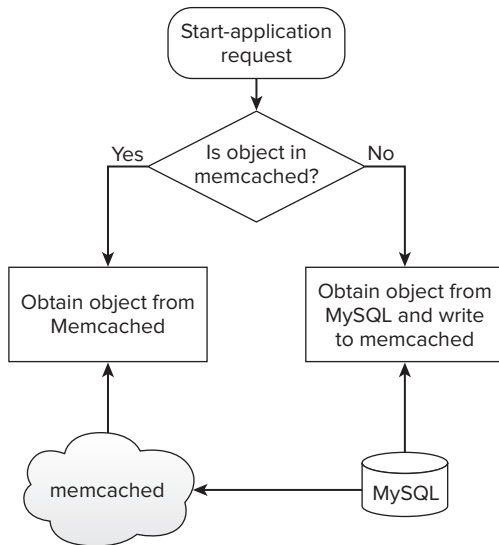 Start-application
request
Yes
Is object in
memcached?
No
Obtain object from
Memcached
Obtain object from
MySQL and write
to memcached
memcached
MySQL